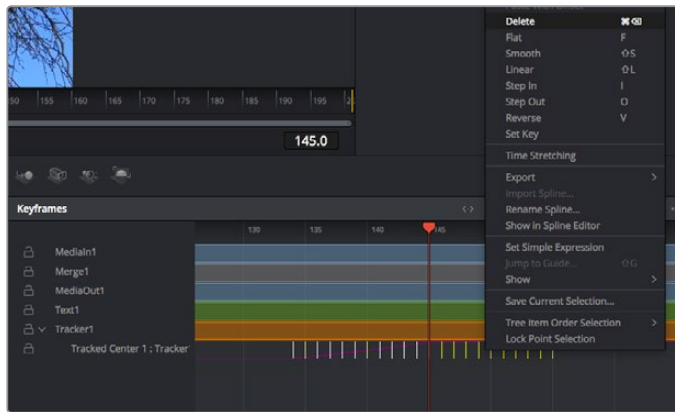 Delete ⌘⌫
Flat F
Smooth ⇧S
Linear ⇧L
Step In I
Step Out O
Reverse V
Set Key
Time Stretching
Export >
Import Spline...
Rename Spline...
Show in Spline Editor
Set Simple Expression
Jump to Guide... ⇧G
Show >
Save Current Selection...
Tree Item Order Selection >
Lock Point Selection
50 155 160 165 170 175 180 185 190 195
145.0
Keyframes
130 135 140 145
MediaIn1
Merge1
MediaOut1
Text1
Tracker1
Tracked Center 1 : Tracker